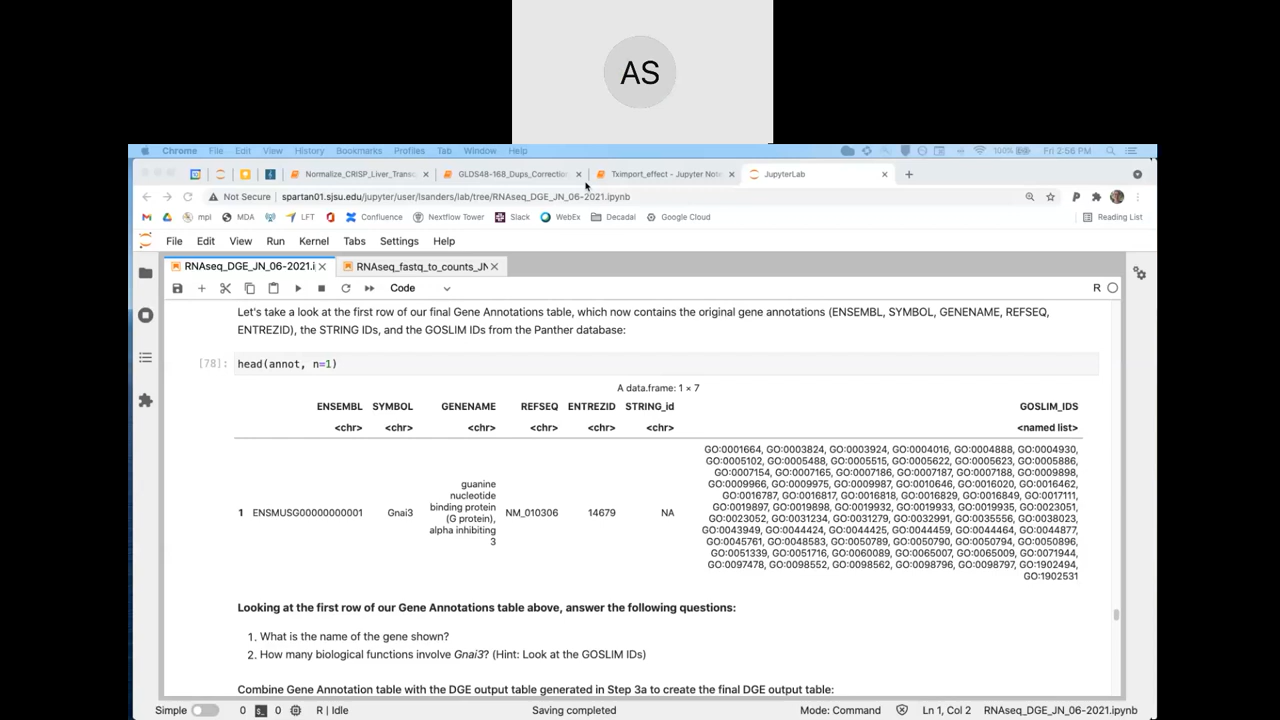 AS
Chrome File Edit View History Bookmarks Profiles Tab Window Help 100% Fri 2:56 PM
Normalize_CRISP_Liver_Transc GLDS48-168_Dups_Correction Tximport_effect - Jupyter Note JupyterLab
Not Secure spartan01.sjsu.edu/jupyter/user/lsanders/lab/tree/RNAseq_DGE_JN_06-2021.ipynb
mpl MDA LFT Confluence Nextflow Tower Slack WebEx Decadal Google Cloud Reading List
File Edit View Run Kernel Tabs Settings Help
RNAseq_DGE_JN_06-2021.i RNAseq_fastq_to_counts_JN
Code R
Let's take a look at the first row of our final Gene Annotations table, which now contains the original gene annotations (ENSEMBL, SYMBOL, GENENAME, REFSEQ,
ENTREZID), the STRING IDs, and the GOSLIM IDs from the Panther database:
[78]: head(annot, n=1)
A data.frame: 1 × 7
ENSEMBL SYMBOL GENENAME REFSEQ ENTREZID STRING_id GOSLIM_IDS
<chr> <chr> <chr> <chr> <chr> <chr> <named list>
GO:0001664, GO:0003824, GO:0003924, GO:0004016, GO:0004888, GO:0004930,
GO:0005102, GO:0005488, GO:0005515, GO:0005622, GO:0005623, GO:0005886,
GO:0007154, GO:0007165, GO:0007186, GO:0007187, GO:0007188, GO:0009898,
GO:0009966, GO:0009975, GO:0009987, GO:0010646, GO:0016020, GO:0016462,
GO:0016787, GO:0016817, GO:0016818, GO:0016829, GO:0016849, GO:0017111,
GO:0019897, GO:0019898, GO:0019932, GO:0019933, GO:0019935, GO:0023051,
GO:0023052, GO:0031234, GO:0031279, GO:0032991, GO:0035556, GO:0038023,
GO:0043949, GO:0044424, GO:0044425, GO:0044459, GO:0044464, GO:0044877,
GO:0045761, GO:0048583, GO:0050789, GO:0050790, GO:0050794, GO:0050896,
GO:0051339, GO:0051716, GO:0060089, GO:0065007, GO:0065009, GO:0071944,
GO:0097478, GO:0098552, GO:0098562, GO:0098796, GO:0098797, GO:1902494,
GO:1902531
1 ENSMUSG00000000001 Gnai3 guanine
nucleotide
binding protein
(G protein),
alpha inhibiting
3 NM_010306 14679 NA
Looking at the first row of our Gene Annotations table above, answer the following questions:
1. What is the name of the gene shown?
2. How many biological functions involve Gnai3? (Hint: Look at the GOSLIM IDs)
Combine Gene Annotation table with the DGE output table generated in Step 3a to create the final DGE output table:
Simple 0 0 R | Idle Saving completed Mode: Command Ln 1, Col 2 RNAseq_DGE_JN_06-2021.ipynb